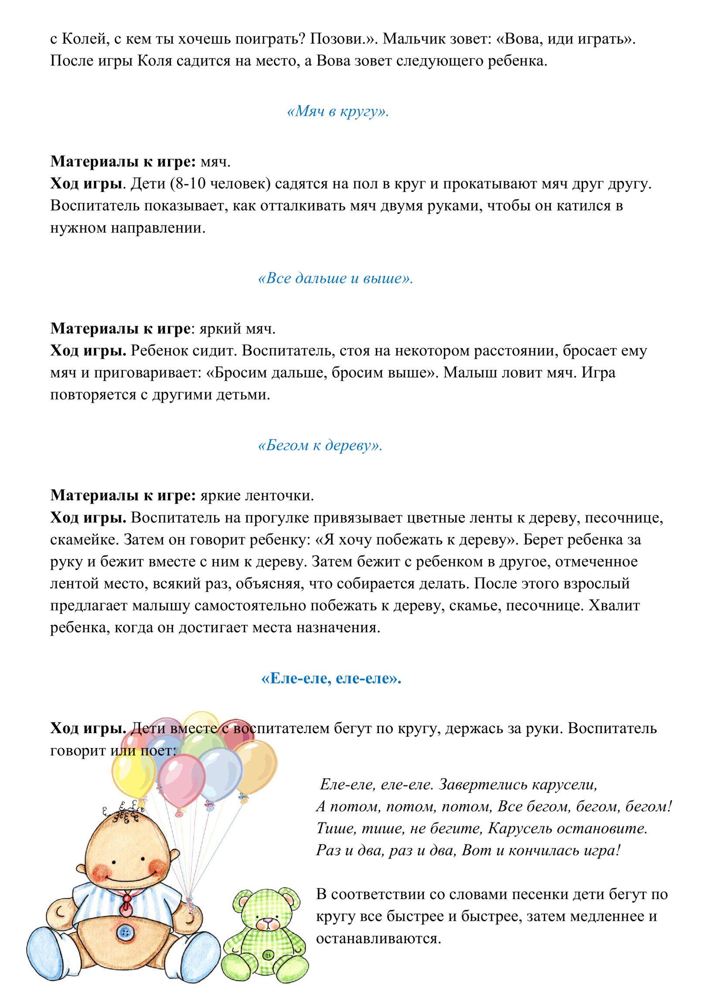 с Колей, с кем ты хочешь поиграть? Позови.». Мальчик зовет: «Вова, иди играть».
После игры Коля садится на место, а Вова зовет следующего ребенка.
«Мяч в кругу».
Материалы к игре: мяч.
Ход игры. Дети (8-10 человек) садятся на пол в круг и прокатывают мяч друг другу.
Воспитатель показывает, как отталкивать мяч двумя руками, чтобы он катился в
нужном направлении.
«Все дальше и выше».
Материалы к игре: яркий мяч.
Ход игры. Ребенок сидит. Воспитатель, стоя на некотором расстоянии, бросает ему
мяч и приговаривает: «Бросим дальше, бросим выше». Малыш ловит мяч. Игра
повторяется с другими детьми.
«Бегом к дереву».
Материалы к игре: яркие ленточки.
Ход игры. Воспитатель на прогулке привязывает цветные ленты к дереву, песочнице,
скамейке. Затем он говорит ребенку: «Я хочу побежать к дереву». Берет ребенка за
руку и бежит вместе с ним к дереву. Затем бежит с ребенком в другое, отмеченное
лентой место, всякий раз, объясняя, что собирается делать. После этого взрослый
предлагает малышу самостоятельно побежать к дереву, скамье, песочнице. Хвалит
ребенка, когда он достигает места назначения.
«Еле-еле, еле-еле».
Ход игры. Дети вместе с воспитателем бегут по кругу, держась за руки. Воспитатель
говорит или поет:
Еле-еле, еле-еле. Завертелись карусели,
А потом, потом, потом, Все бегом, бегом, бегом!
Тише, тише, не бегите, Карусель остановите.
Раз и два, раз и два, Вот и кончилась игра!
В соответствии со словами песенки дети бегут по
кругу все быстрее и быстрее, затем медленнее и
останавливаются.